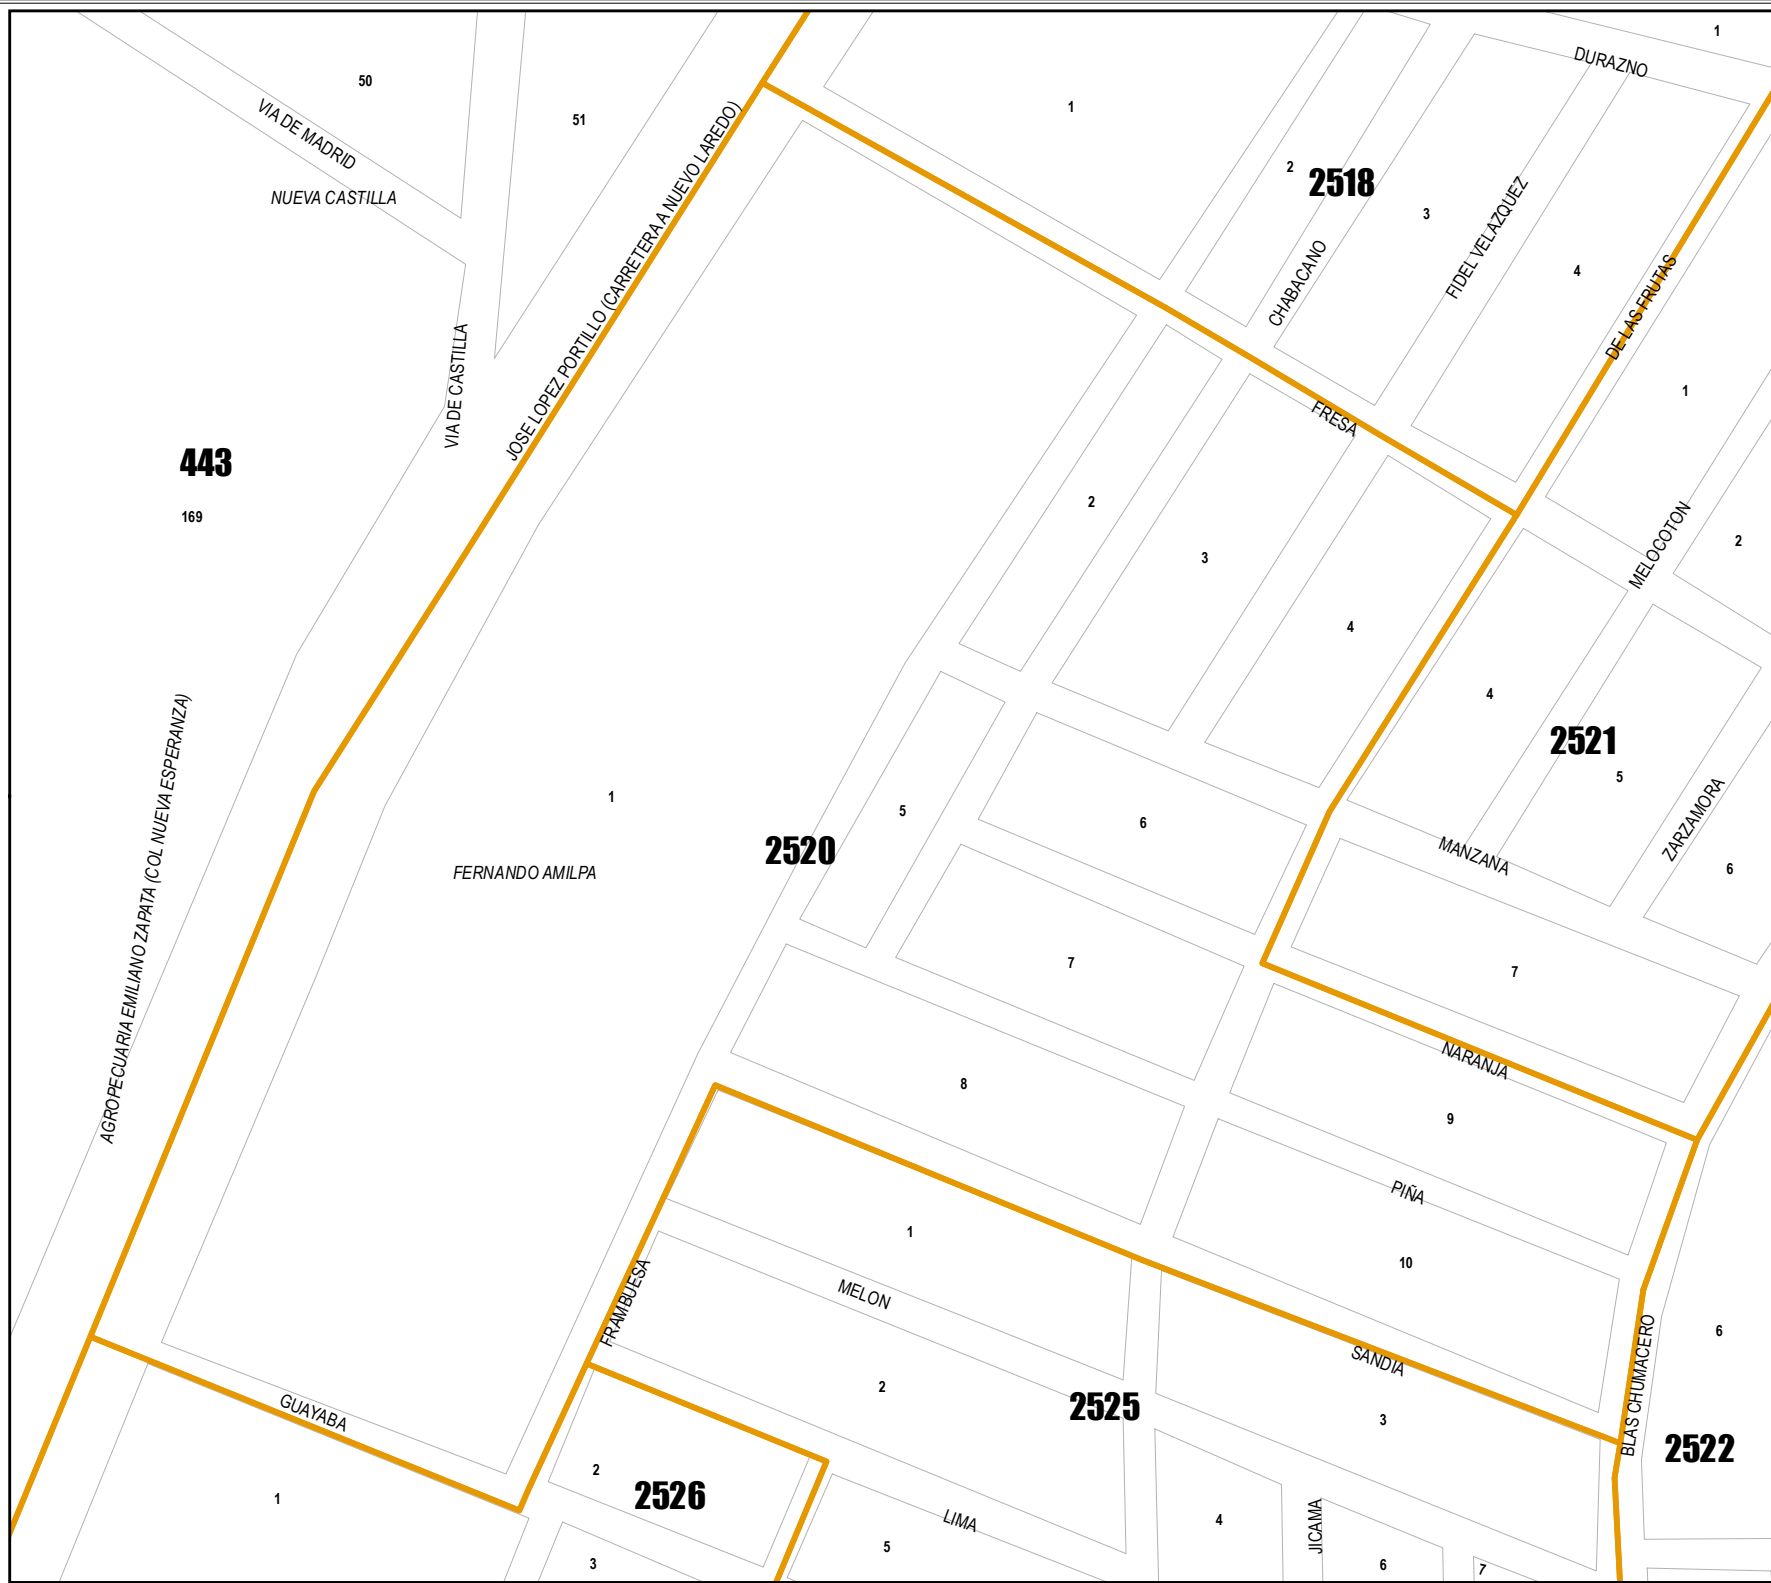 1
DURAZNO
50
VIA DE MADRID
51
1
NUEVA CASTILLA
JOSE LOPEZ PORTILLO (CARRETERA A NUEVO LAREDO)
2
2518
3
FIDEL VELAZQUEZ
CHABACANO
4
DE LAS FRUTAS
VIA DE CASTILLA
1
FRESA
443
169
2
3
MELOCOTON
2
4
4
2521
5
AGROPECUARIA EMILIANO ZAPATA (COL NUEVA ESPERANZA)
1
5
6
2520
FERNANDO AMILPA
MANZANA
ZARZAMORA
6
7
7
8
NARANJA
9
PIÑA
1
10
MELON
FRAMBUESA
6
SANDIA
BLAS CHUMACERO
2
2525
3
GUAYABA
2522
2
2526
1
LIMA
4
JICAMA
5
3
6
7